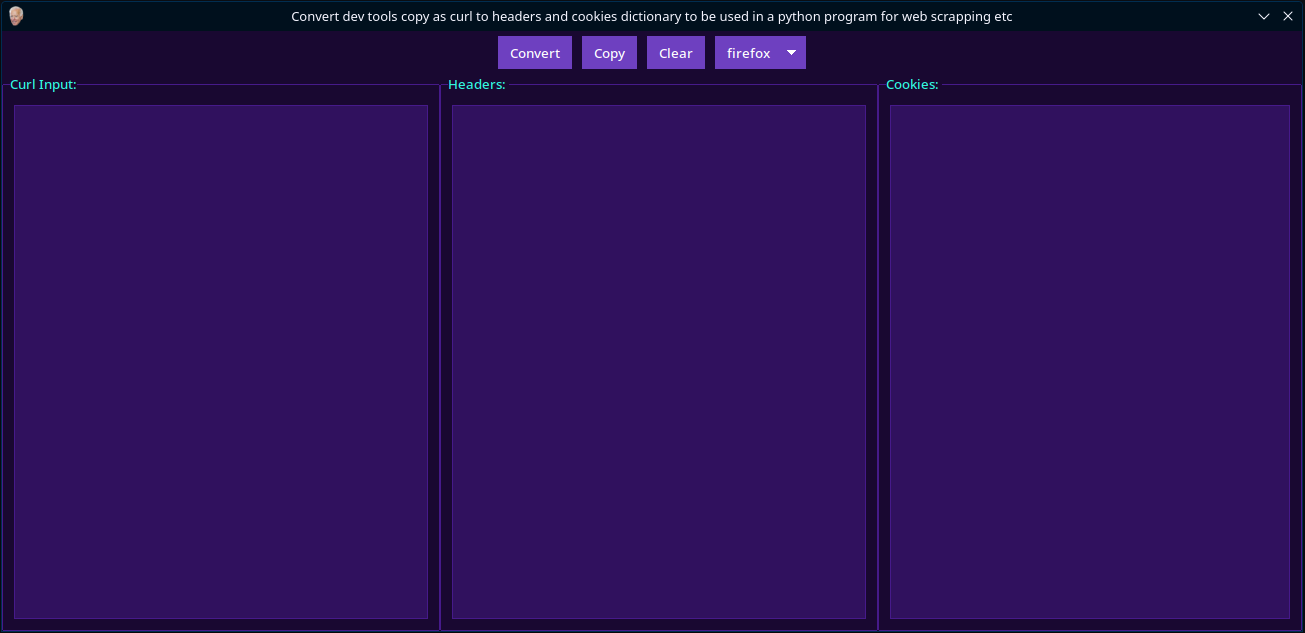 Convert dev tools copy as curl to headers and cookies dictionary to be used in a python program for web scrapping etc
Convert Copy Clear firefox
Curl Input: Headers: Cookies: